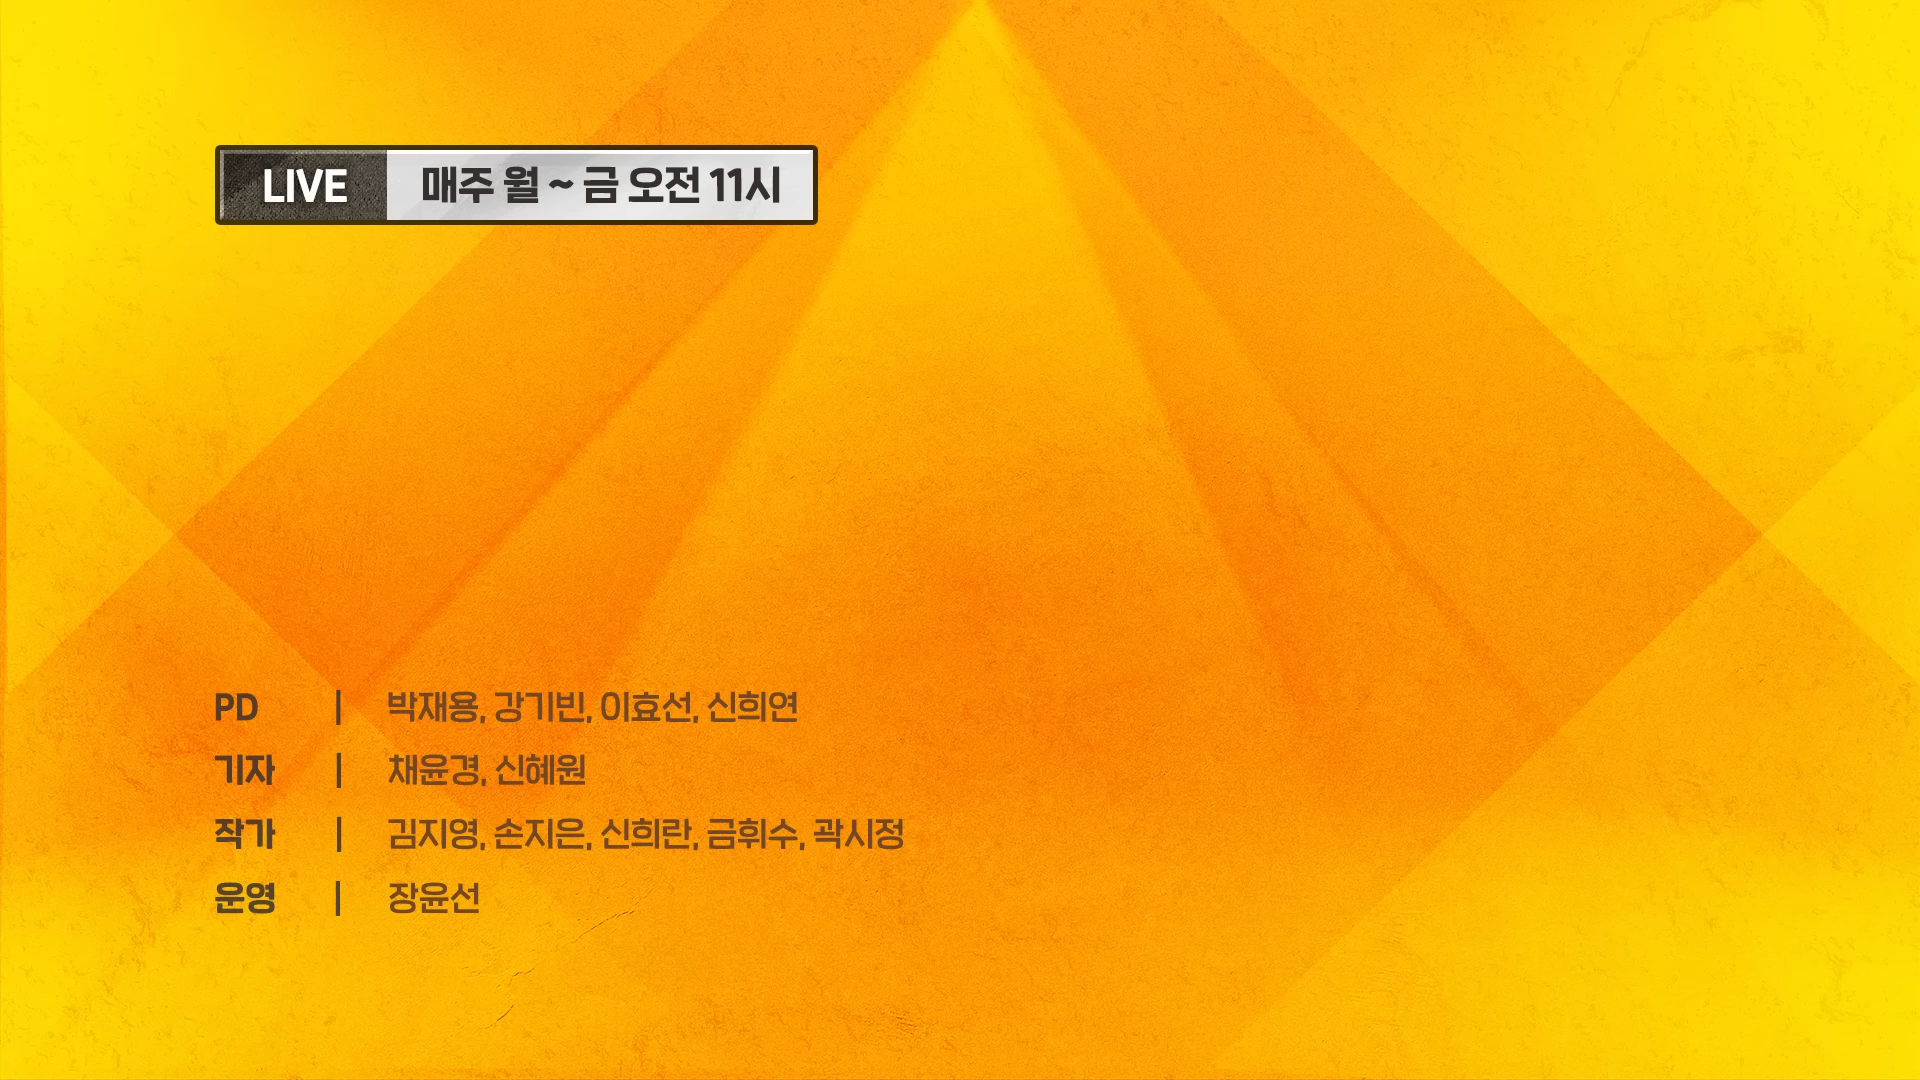 LIVE 매주 월 ~ 금 오전 11시
PD | 박재용, 강기빈, 이효선, 신희연
기자 | 채윤경, 신혜원
작가 | 김지영, 손지은, 신희란, 금휘수, 곽시정
운영 | 장윤선